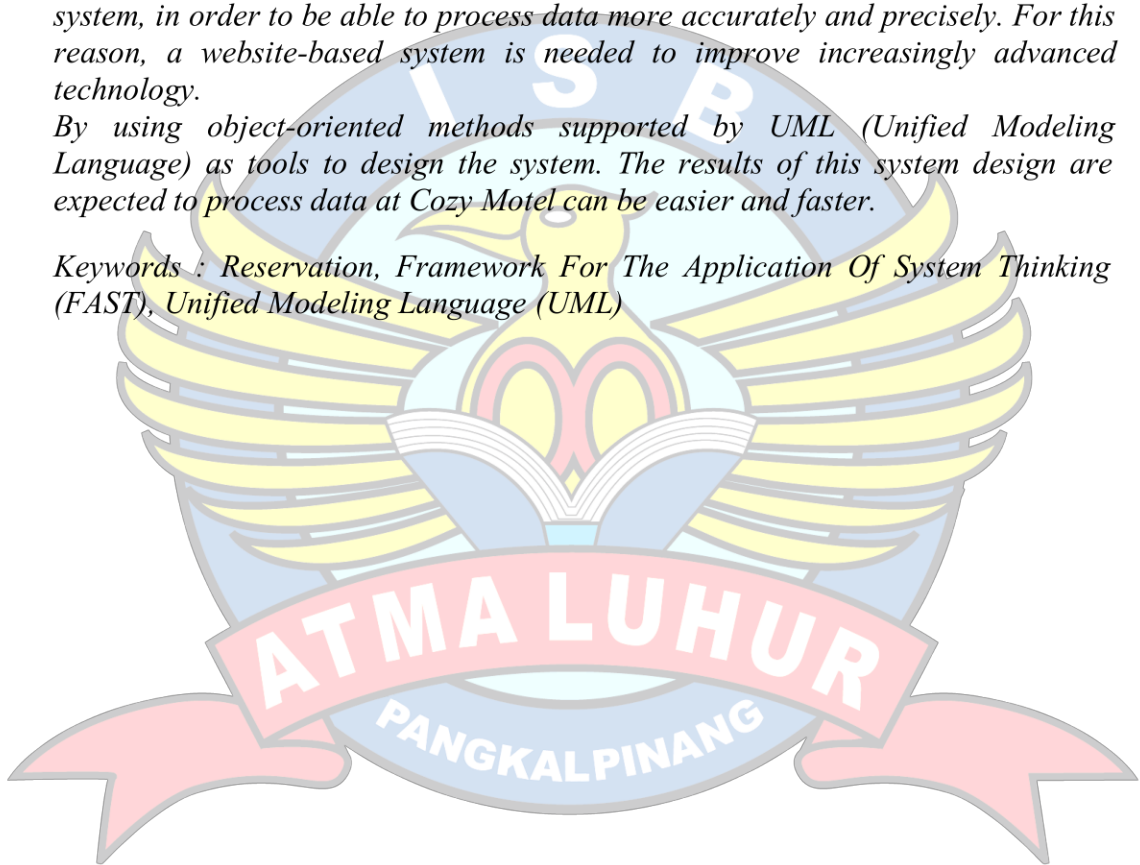 system, in order to be able to process data more accurately and precisely. For this
reason, a website-based system is needed to improve increasingly advanced
technology.
By using object-oriented methods supported by UML (Unified Modeling
Language) as tools to design the system. The results of this system design are
expected to process data at Cozy Motel can be easier and faster.
Keywords : Reservation, Framework For The Application Of System Thinking
(FAST), Unified Modeling Language (UML)
I S B
ATMA LUHUR
PANGKALPINANG